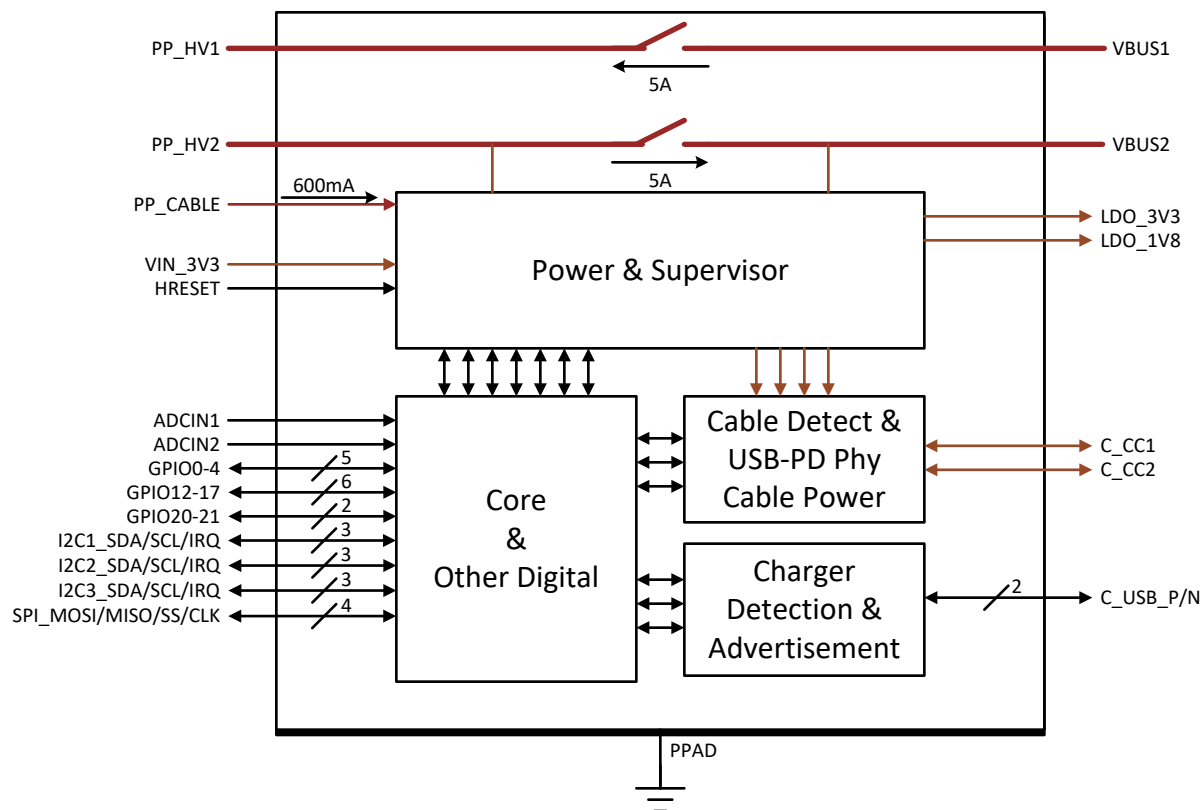 PP_HV1
VBUS1
5A
PP_HV2
VBUS2
5A
600mA
PP_CABLE
LDO_3V3
LDO_1V8
VIN_3V3
HRESET
Power & Supervisor
ADCIN1
ADCIN2
GPIO0-4
5
GPIO12-17
6
GPIO20-21
2
I2C1_SDA/SCL/IRQ
3
I2C2_SDA/SCL/IRQ
3
I2C3_SDA/SCL/IRQ
3
SPI_MOSI/MISO/SS/CLK
4
Core
&
Other Digital
Cable Detect &
USB-PD Phy
Cable Power
C_CC1
C_CC2
Charger
Detection &
Advertisement
2
C_USB_P/N
PPAD